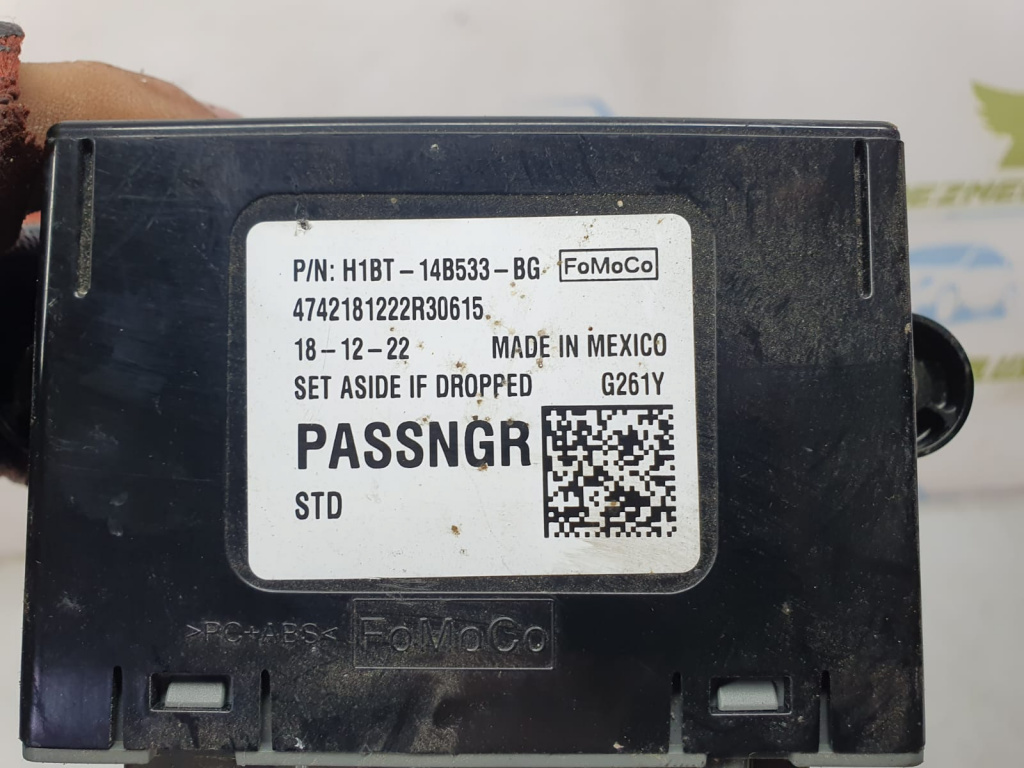 P/N: H1BT-14B533-BG FoMoCo
4742181222R30615
18-12-22 MADE IN MEXICO
SET ASIDE IF DROPPED G261Y
PASSNGR
STD
>PC+ABS< FoMoCo